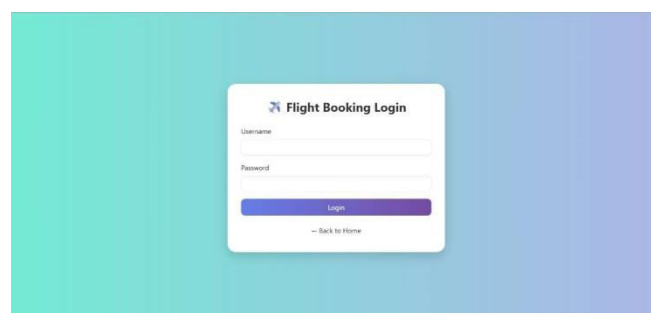 ✈️ Flight Booking Login
Username
Password
Login
← Back to Home